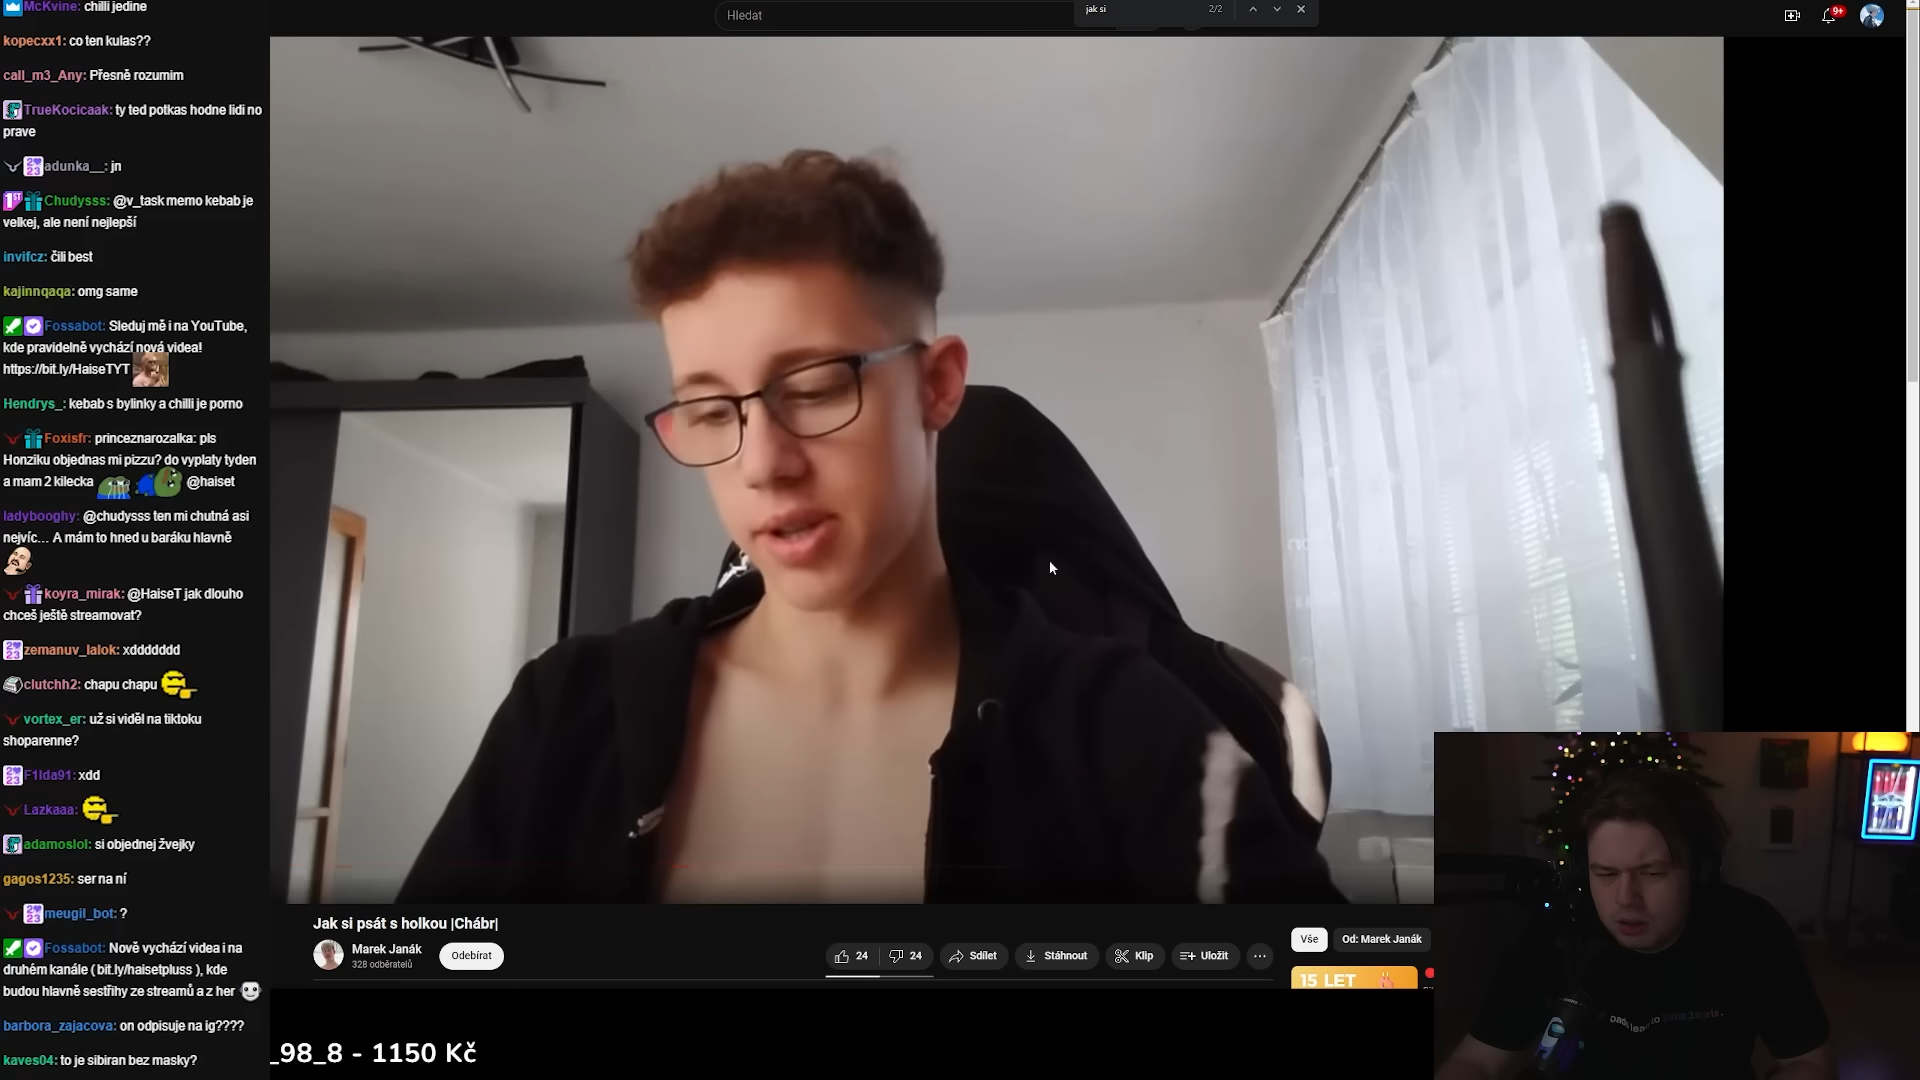 McKvine: chilli jedine
kopecxx1: co ten kulas??
call_m3_Any: Přesně rozumim
TrueKocicaak: ty ted potkas hodne lidi no
prave
adunka__: jn
Chudysss: @v_task memo kebab je
velkej, ale není nejlepší
invifcz: čili best
kajinnqaqa: omg same
Fossabot: Sleduj mě i na YouTube,
kde pravidelně vychází nová videa!
https://bit.ly/HaiseTYT
Hendrys_: kebab s bylinky a chilli je porno
Foxisfr: princeznarozalka: pls
Honziku objednas mi pizzu? do vyplaty tyden
a mam 2 kilecka @haiset
ladybooghy: @chudysss ten mi chutná asi
nejvíc... A mám to hned u baráku hlavně
koyra_mirak: @HaiseT jak dlouho
chceš ještě streamovat?
zemanuv_lalok: xddddddd
clutchh2: chapu chapu
vortex_er: už si viděl na tiktoku
shoparenne?
F1lda91: xdd
Lazkaaa:
adamoslol: si objednej žvejky
gagos1235: ser na ní
meugil_bot: ?
Fossabot: Nově vychází videa i na
druhém kanále ( bit.ly/haisetpluss ), kde
budou hlavně sestřihy ze streamů a z her
barbora_zajacova: on odpisuje na ig????
kaves04: to je sibiran bez masky?
Hledat
jak si
2/2
9+
Jak si psát s holkou |Chábr|
Marek Janák
328 odběratelů
Odebírat
24
24
Sdílet
Stáhnout
Klip
Uložit
Vše
Od: Marek Janák
15 LET
_98_8 - 1150 Kč